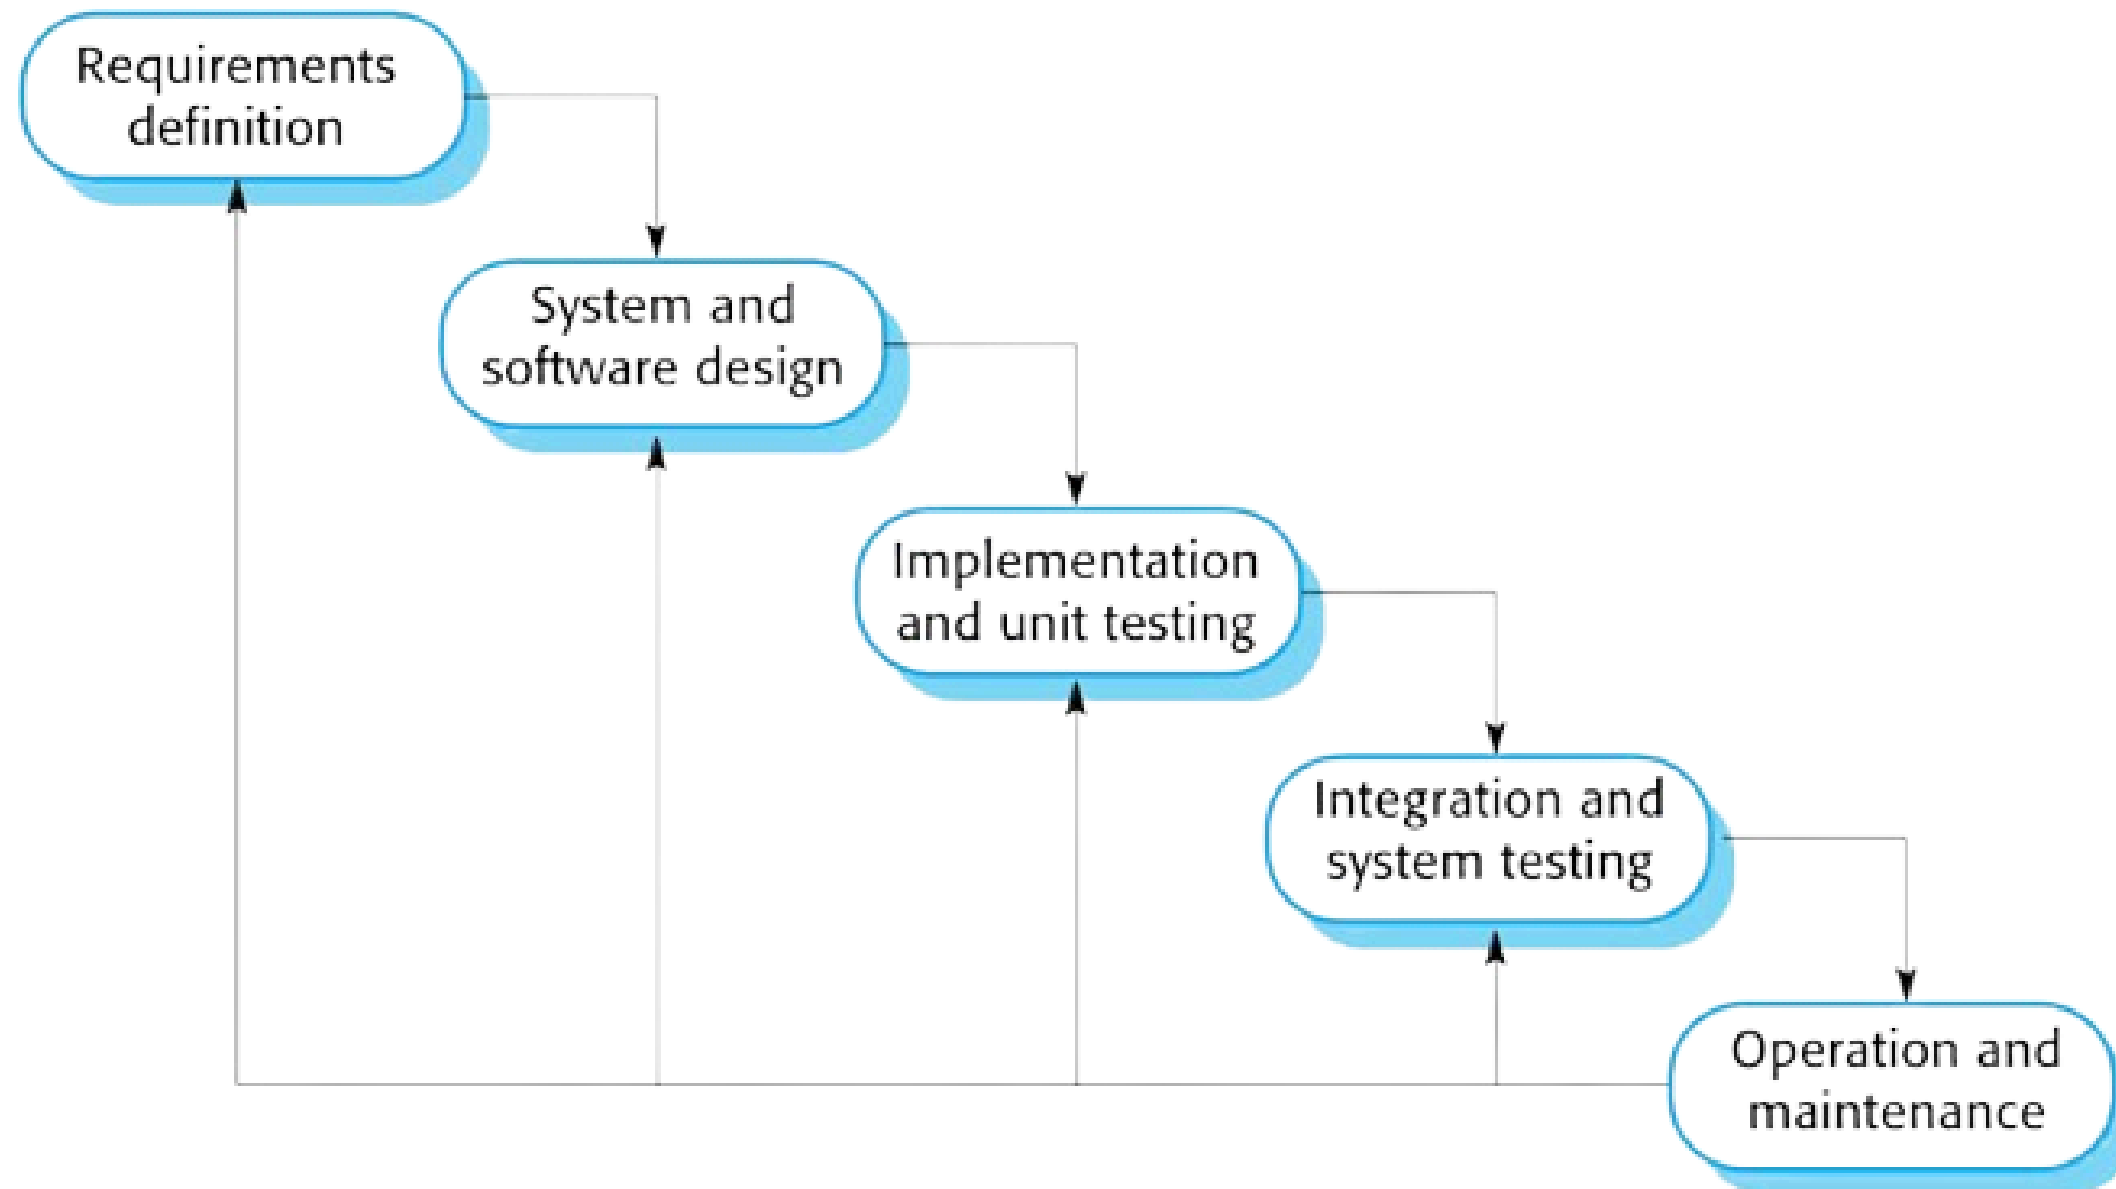 Requirements
definition
System and
software design
Implementation
and unit testing
Integration and
system testing
Operation and
maintenance